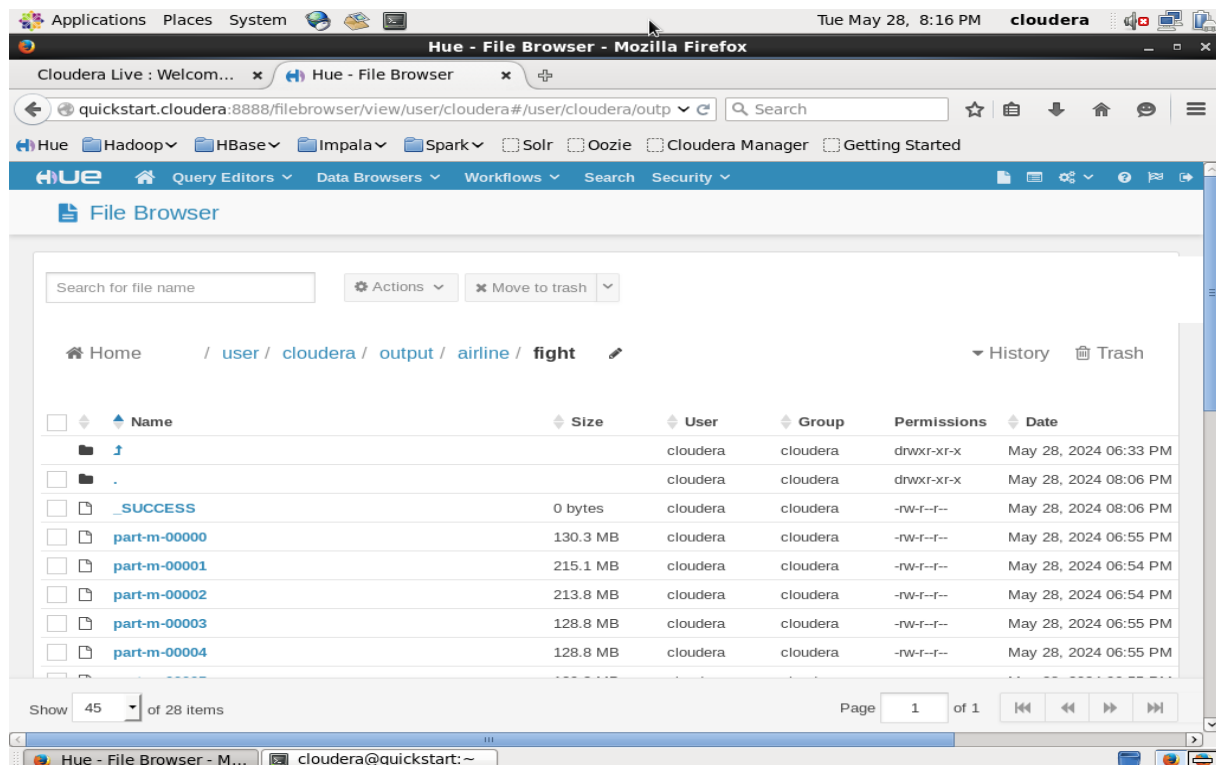 Applications Places System Tue May 28, 8:16 PM cloudera
Hue - File Browser - Mozilla Firefox
Cloudera Live : Welcom... × Hue - File Browser ×
quickstart.cloudera:8888/filebrowser/view/user/cloudera#/user/cloudera/outp Search
Hue Hadoop HBase Impala Spark Solr Oozie Cloudera Manager Getting Started
HUE Query Editors Data Browsers Workflows Search Security
File Browser
Search for file name Actions Move to trash
Home / user / cloudera / output / airline / fight History Trash
Name Size User Group Permissions Date
cloudera cloudera drwxr-xr-x May 28, 2024 06:33 PM
. cloudera cloudera drwxr-xr-x May 28, 2024 08:06 PM
_SUCCESS 0 bytes cloudera cloudera -rw-r--r-- May 28, 2024 08:06 PM
part-m-00000 130.3 MB cloudera cloudera -rw-r--r-- May 28, 2024 06:55 PM
part-m-00001 215.1 MB cloudera cloudera -rw-r--r-- May 28, 2024 06:54 PM
part-m-00002 213.8 MB cloudera cloudera -rw-r--r-- May 28, 2024 06:54 PM
part-m-00003 128.8 MB cloudera cloudera -rw-r--r-- May 28, 2024 06:55 PM
part-m-00004 128.8 MB cloudera cloudera -rw-r--r-- May 28, 2024 06:55 PM
Show 45 of 28 items Page 1 of 1
Hue - File Browser - M... cloudera@quickstart:~